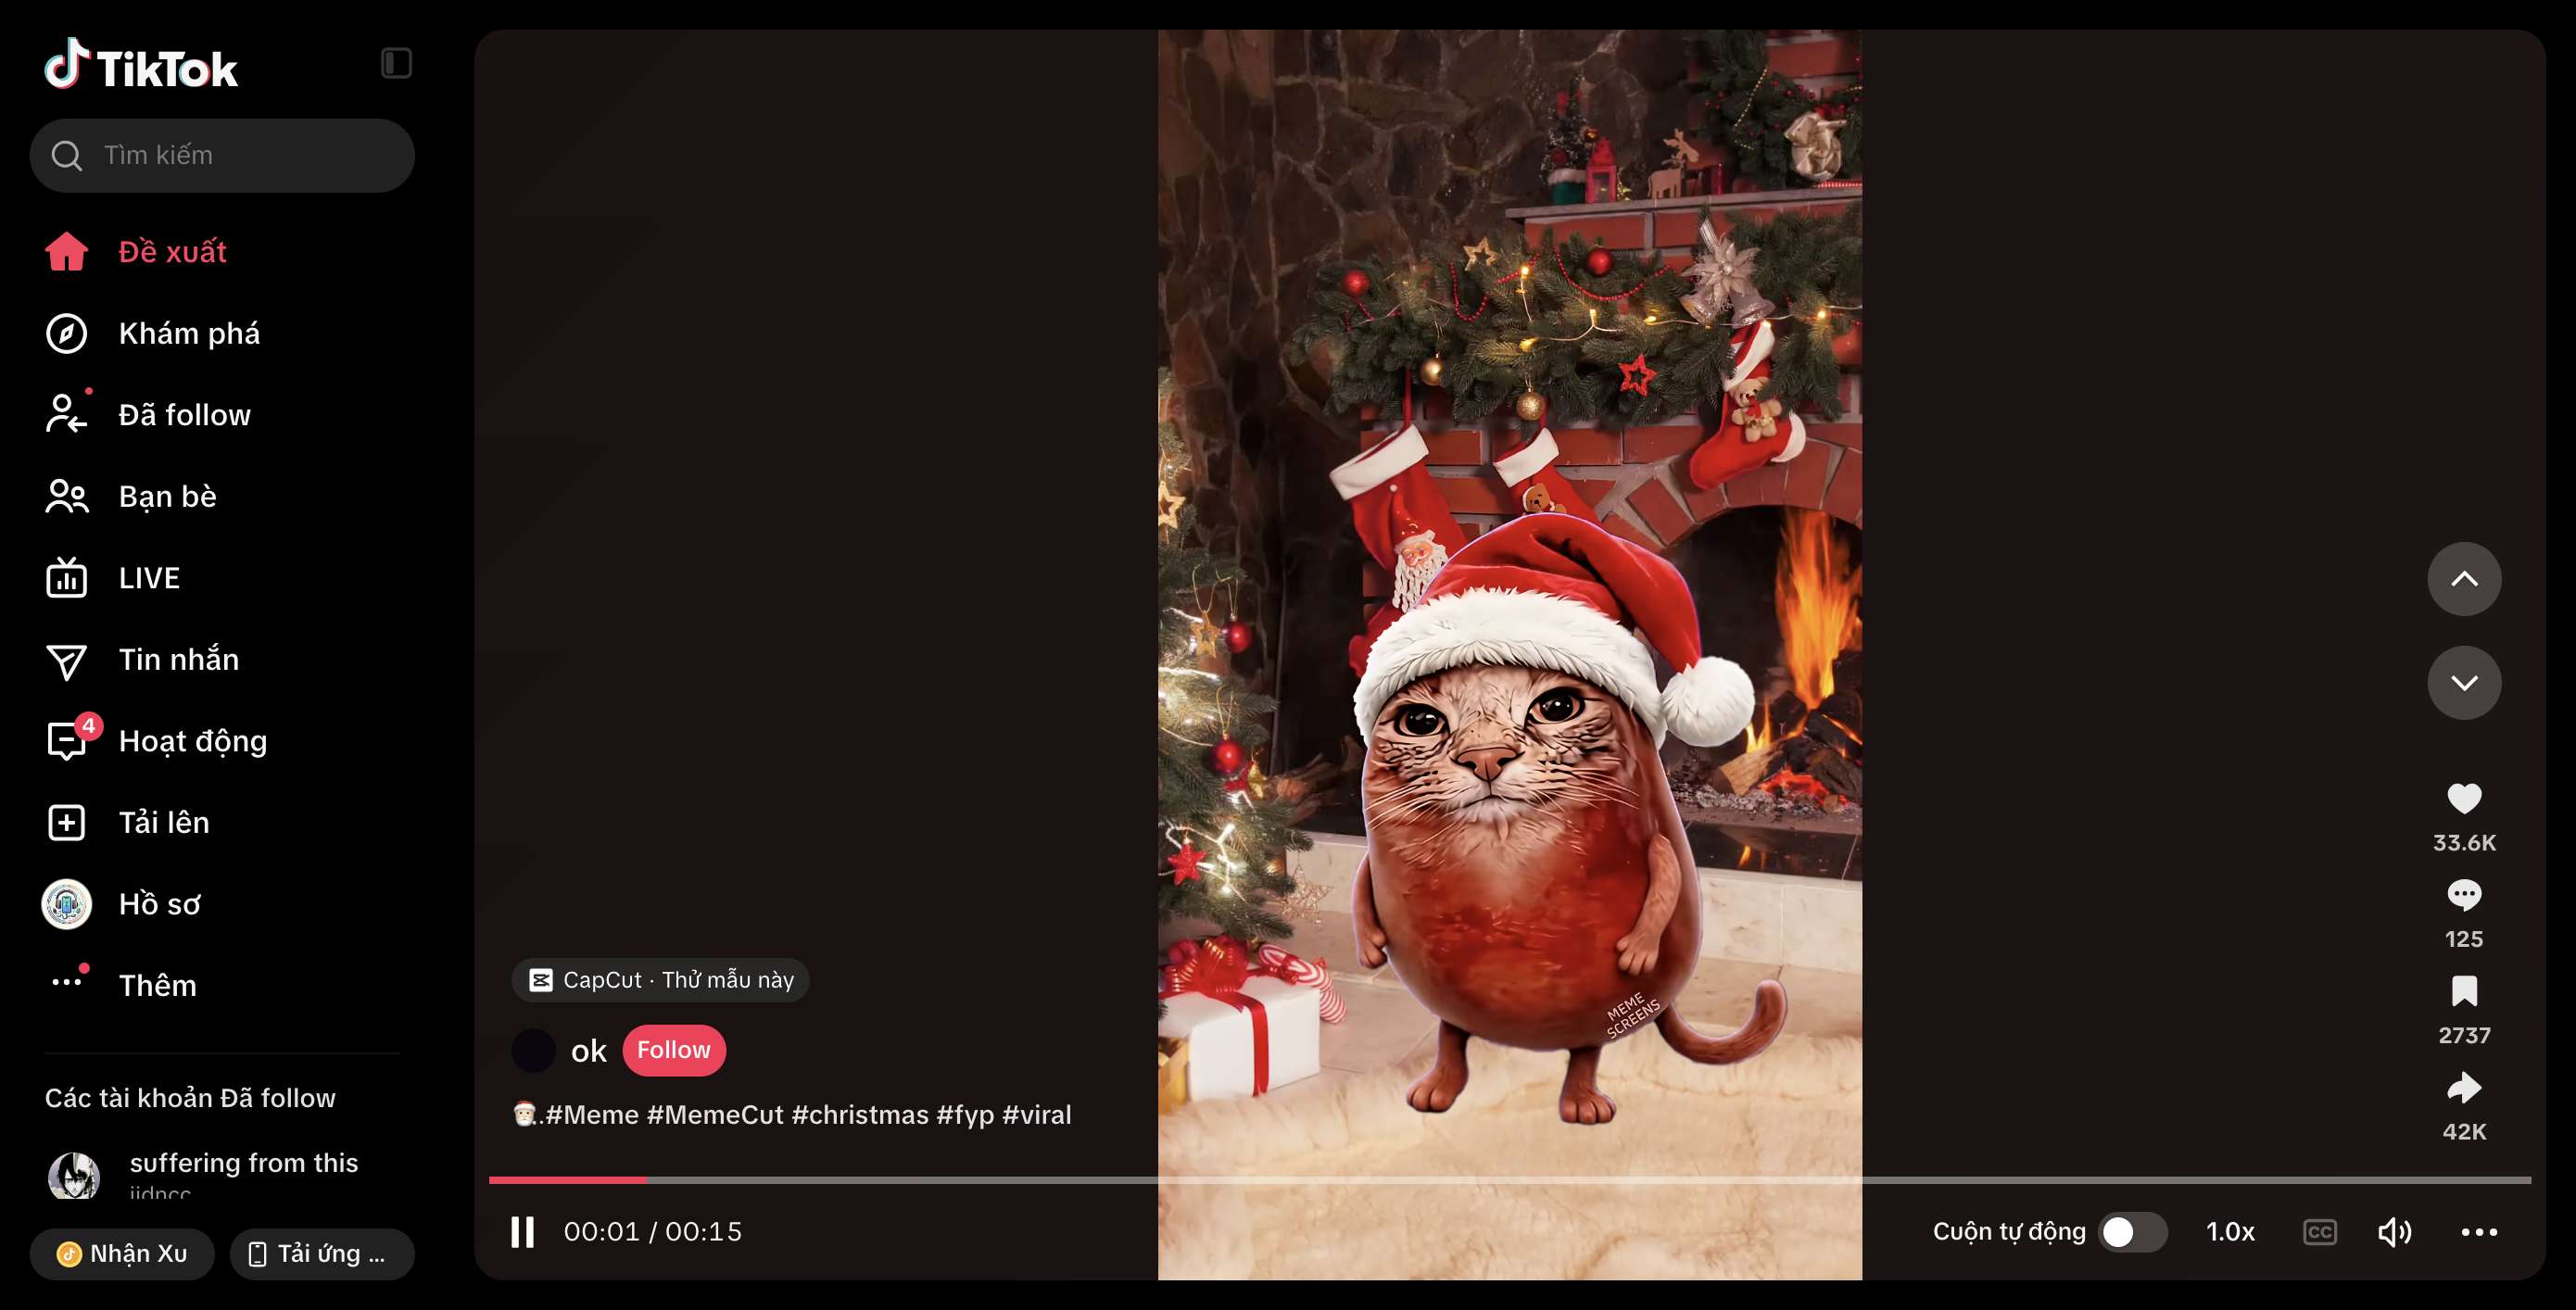 TikTok
Tìm kiếm
Đề xuất
Khám phá
Đã follow
Bạn bè
LIVE
Tin nhắn
4
Hoạt động
Tải lên
Hồ sơ
Thêm
Các tài khoản Đã follow
suffering from this
iidncc
Nhận Xu
Tải ứng ...
MEME
SCREENS
CapCut · Thử mẫu này
ok
Follow
.#Meme #MemeCut #christmas #fyp #viral
00:01 / 00:15
33.6K
125
2737
42K
Cuộn tự động
1.0x
CC